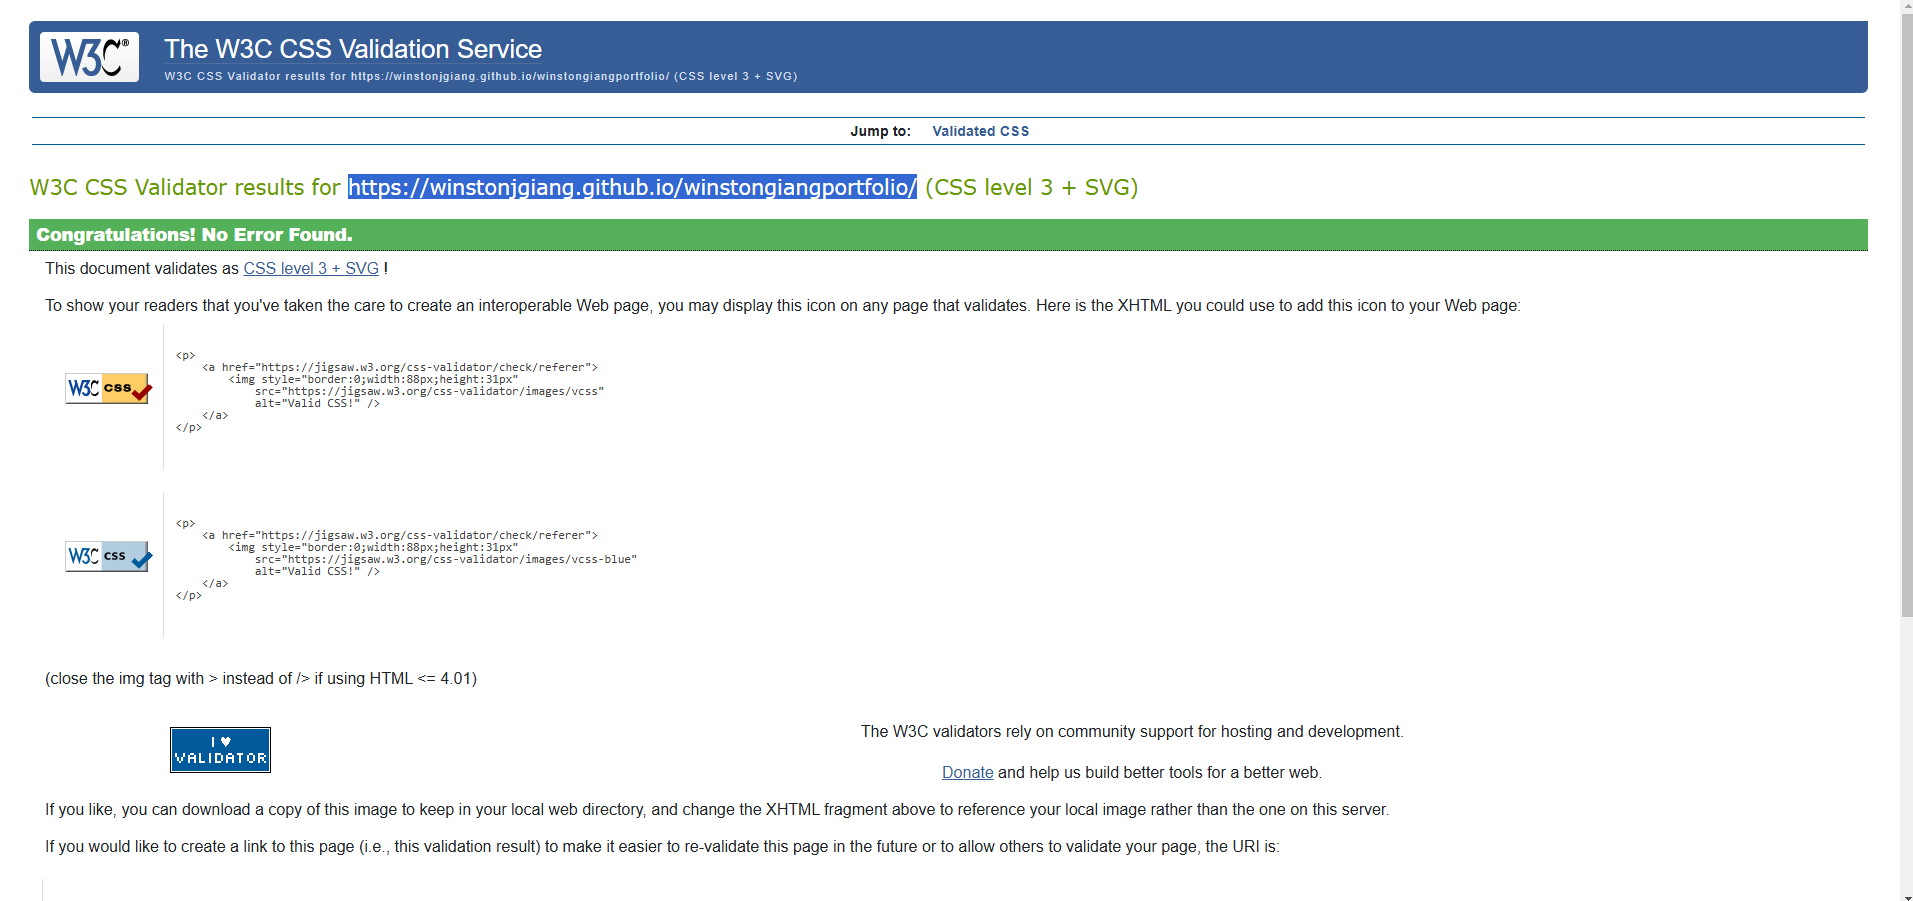 W3C®
The W3C CSS Validation Service
W3C CSS Validator results for https://winstonjgiang.github.io/winstongiangportfolio/ (CSS level 3 + SVG)
Jump to: Validated CSS
W3C CSS Validator results for https://winstonjgiang.github.io/winstongiangportfolio/ (CSS level 3 + SVG)
Congratulations! No Error Found.
This document validates as CSS level 3 + SVG !
To show your readers that you've taken the care to create an interoperable Web page, you may display this icon on any page that validates. Here is the XHTML you could use to add this icon to your Web page:
W3C css
<p>
<a href="https://jigsaw.w3.org/css-validator/check/referer">
<img style="border:0;width:88px;height:31px"
src="https://jigsaw.w3.org/css-validator/images/vcss"
alt="Valid CSS!" />
</a>
</p>
W3C css
<p>
<a href="https://jigsaw.w3.org/css-validator/check/referer">
<img style="border:0;width:88px;height:31px"
src="https://jigsaw.w3.org/css-validator/images/vcss-blue"
alt="Valid CSS!" />
</a>
</p>
(close the img tag with > instead of /> if using HTML <= 4.01)
I ♥
VALIDATOR
The W3C validators rely on community support for hosting and development.
Donate and help us build better tools for a better web.
If you like, you can download a copy of this image to keep in your local web directory, and change the XHTML fragment above to reference your local image rather than the one on this server.
If you would like to create a link to this page (i.e., this validation result) to make it easier to re-validate this page in the future or to allow others to validate your page, the URI is: